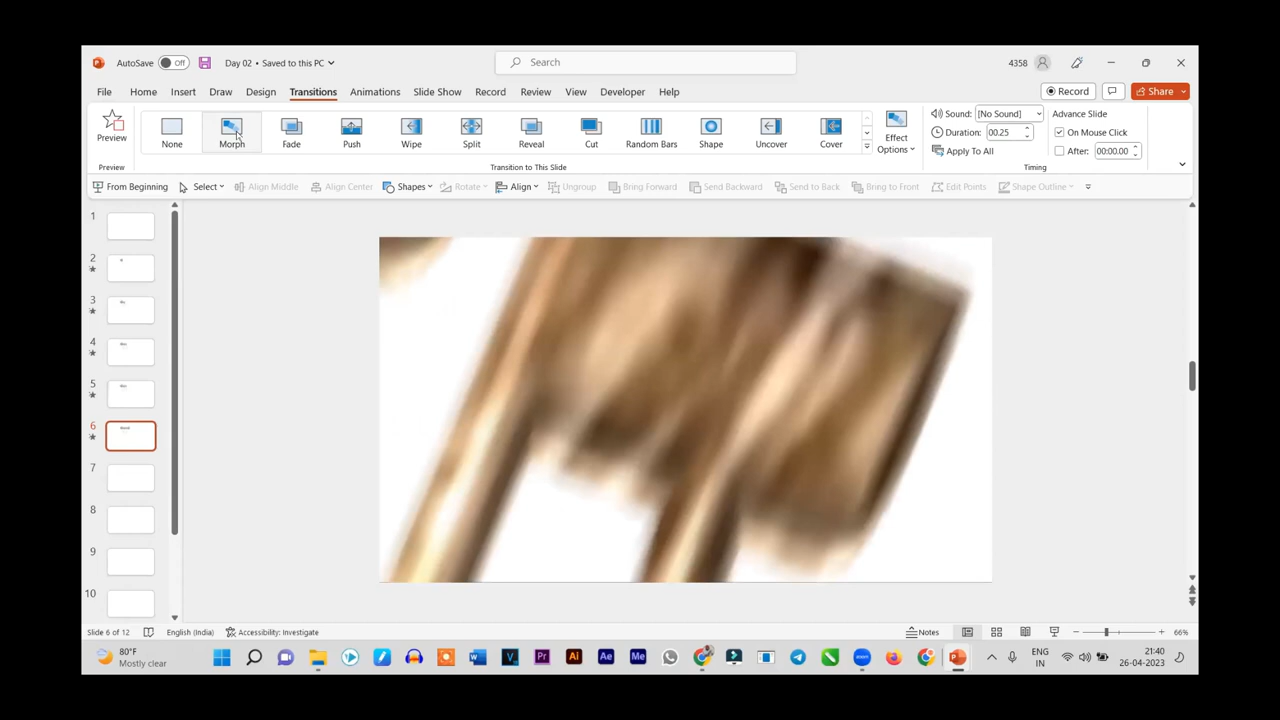 AutoSave Off Day 02 • Saved to this PC Search 4358
File Home Insert Draw Design Transitions Animations Slide Show Record Review View Developer Help Record Share
Preview None Morph Fade Push Wipe Split Reveal Cut Random Bars Shape Uncover Cover Effect Options
Sound: [No Sound] Advance Slide
Duration: 00.25 On Mouse Click
Apply To All After: 00:00.00
Preview Transition to This Slide Timing
From Beginning Select Align Middle Align Center Shapes Rotate Align Ungroup Bring Forward Send Backward Send to Back Bring to Front Edit Points Shape Outline
1
2
3
4
5
6
7
8
9
10
Slide 6 of 12 English (India) Accessibility: Investigate Notes 66%
80°F
Mostly clear
ENG
IN
21:40
26-04-2023